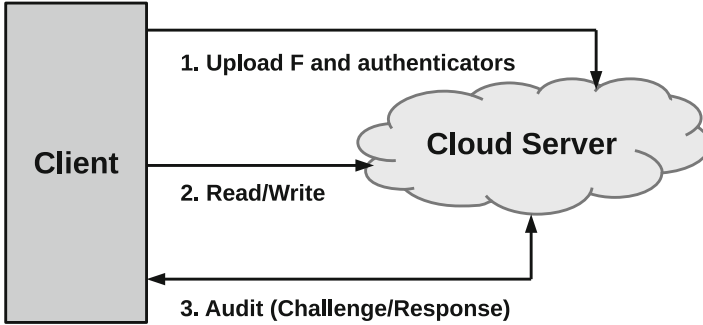 1. Upload F and authenticators
Client
Cloud Server
2. Read/Write
3. Audit (Challenge/Response)